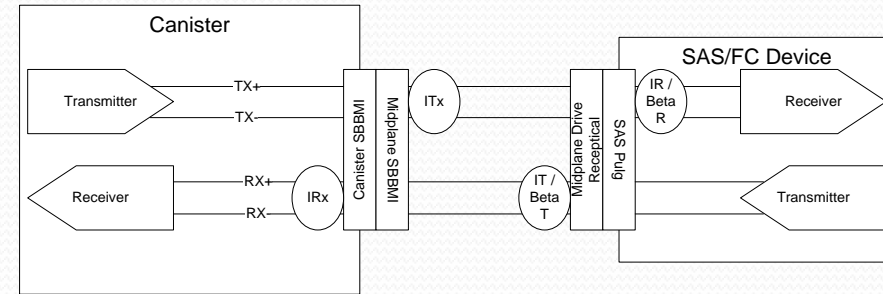 Canister
SAS/FC Device
Transmitter
TX+
TX-
Receiver
RX+
RX-
IRx
Canister SBBMI
Midplane SBBMI
ITx
IT /
Beta
T
Midplane Drive
Receptical
SAS Pulg
IR /
Beta
R
Receiver
Transmitter